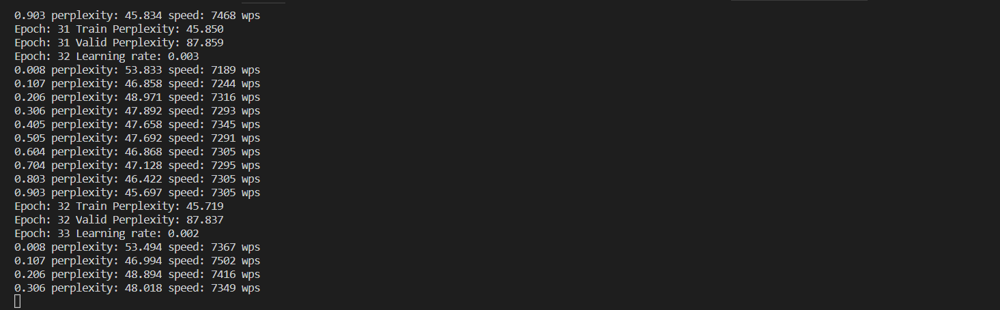 0.903 perplexity: 45.834 speed: 7468 wps
Epoch: 31 Train Perplexity: 45.850
Epoch: 31 Valid Perplexity: 87.859
Epoch: 32 Learning rate: 0.003
0.008 perplexity: 53.833 speed: 7189 wps
0.107 perplexity: 46.858 speed: 7244 wps
0.206 perplexity: 48.971 speed: 7316 wps
0.306 perplexity: 47.892 speed: 7293 wps
0.405 perplexity: 47.658 speed: 7345 wps
0.505 perplexity: 47.692 speed: 7291 wps
0.604 perplexity: 46.868 speed: 7305 wps
0.704 perplexity: 47.128 speed: 7295 wps
0.803 perplexity: 46.422 speed: 7305 wps
0.903 perplexity: 45.697 speed: 7305 wps
Epoch: 32 Train Perplexity: 45.719
Epoch: 32 Valid Perplexity: 87.837
Epoch: 33 Learning rate: 0.002
0.008 perplexity: 53.494 speed: 7367 wps
0.107 perplexity: 46.994 speed: 7502 wps
0.206 perplexity: 48.894 speed: 7416 wps
0.306 perplexity: 48.018 speed: 7349 wps